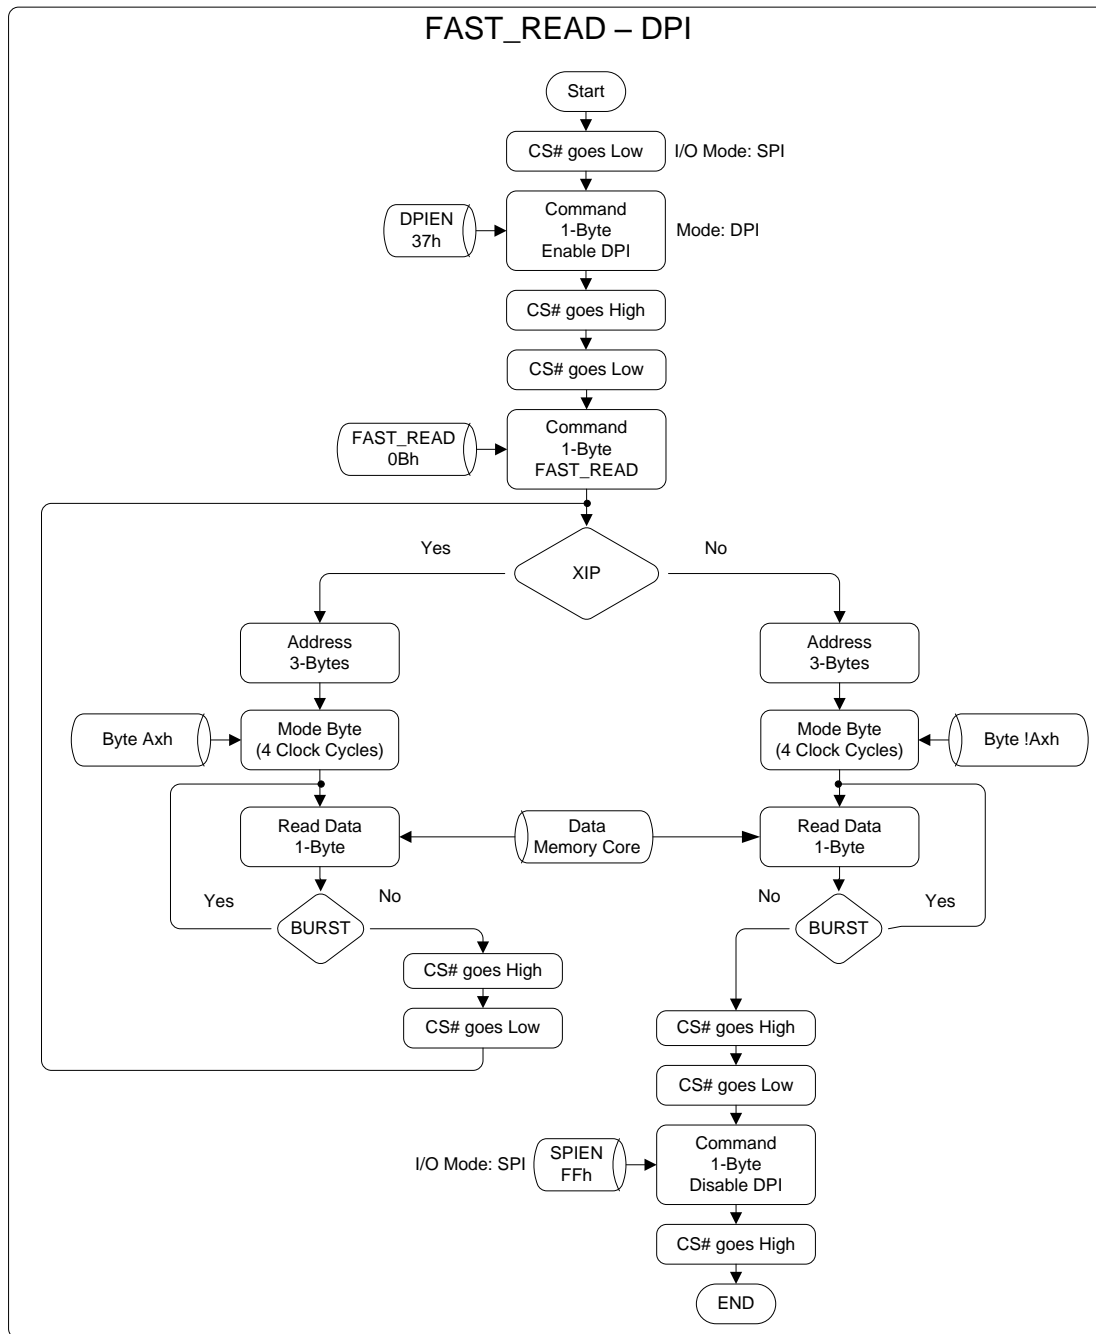 FAST_READ – DPI
Start
CS# goes Low
I/O Mode: SPI
DPIEN
37h
Command
1-Byte
Enable DPI
Mode: DPI
CS# goes High
CS# goes Low
FAST_READ
0Bh
Command
1-Byte
FAST_READ
Yes
XIP
No
Address
3-Bytes
Address
3-Bytes
Byte Axh
Mode Byte
(4 Clock Cycles)
Mode Byte
(4 Clock Cycles)
Byte !Axh
Read Data
1-Byte
Data
Memory Core
Read Data
1-Byte
Yes
BURST
No
No
BURST
Yes
CS# goes High
CS# goes Low
CS# goes High
CS# goes Low
I/O Mode: SPI
SPIEN
FFh
Command
1-Byte
Disable DPI
CS# goes High
END